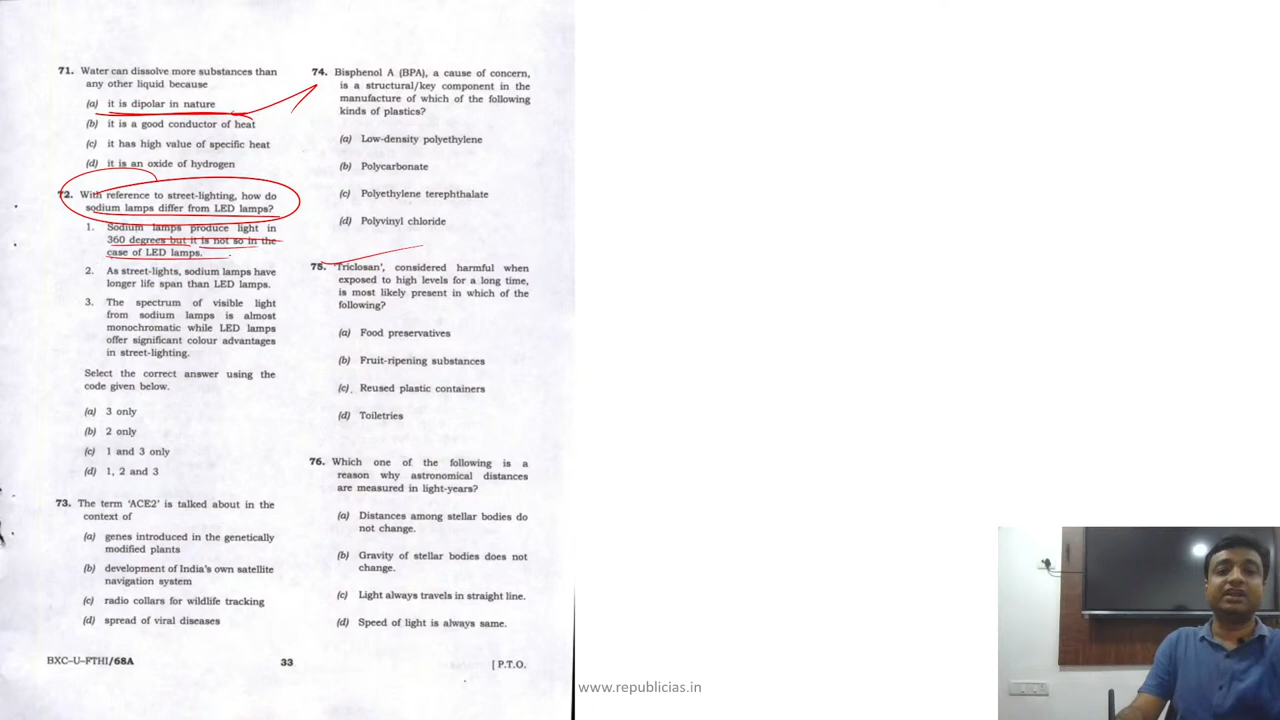 71. Water can dissolve more substances than
any other liquid because
(a) it is dipolar in nature
(b) it is a good conductor of heat
(c) it has high value of specific heat
(d) it is an oxide of hydrogen
72. With reference to street-lighting, how do
sodium lamps differ from LED lamps?
1. Sodium lamps produce light in
360 degrees but it is not so in the
case of LED lamps.
2. As street-lights, sodium lamps have
longer life span than LED lamps.
3. The spectrum of visible light
from sodium lamps is almost
monochromatic while LED lamps
offer significant colour advantages
in street-lighting.
Select the correct answer using the
code given below.
(a) 3 only
(b) 2 only
(c) 1 and 3 only
(d) 1, 2 and 3
73. The term 'ACE2' is talked about in the
context of
(a) genes introduced in the genetically
modified plants
(b) development of India's own satellite
navigation system
(c) radio collars for wildlife tracking
(d) spread of viral diseases
74. Bisphenol A (BPA), a cause of concern,
is a structural/key component in the
manufacture of which of the following
kinds of plastics?
(a) Low-density polyethylene
(b) Polycarbonate
(c) Polyethylene terephthalate
(d) Polyvinyl chloride
75. 'Triclosan', considered harmful when
exposed to high levels for a long time,
is most likely present in which of the
following?
(a) Food preservatives
(b) Fruit-ripening substances
(c) Reused plastic containers
(d) Toiletries
76. Which one of the following is a
reason why astronomical distances
are measured in light-years?
(a) Distances among stellar bodies do
not change.
(b) Gravity of stellar bodies does not
change.
(c) Light always travels in straight line.
(d) Speed of light is always same.
BXC-U-FTHI/68A
33
[ P.T.O.
www.republicias.in